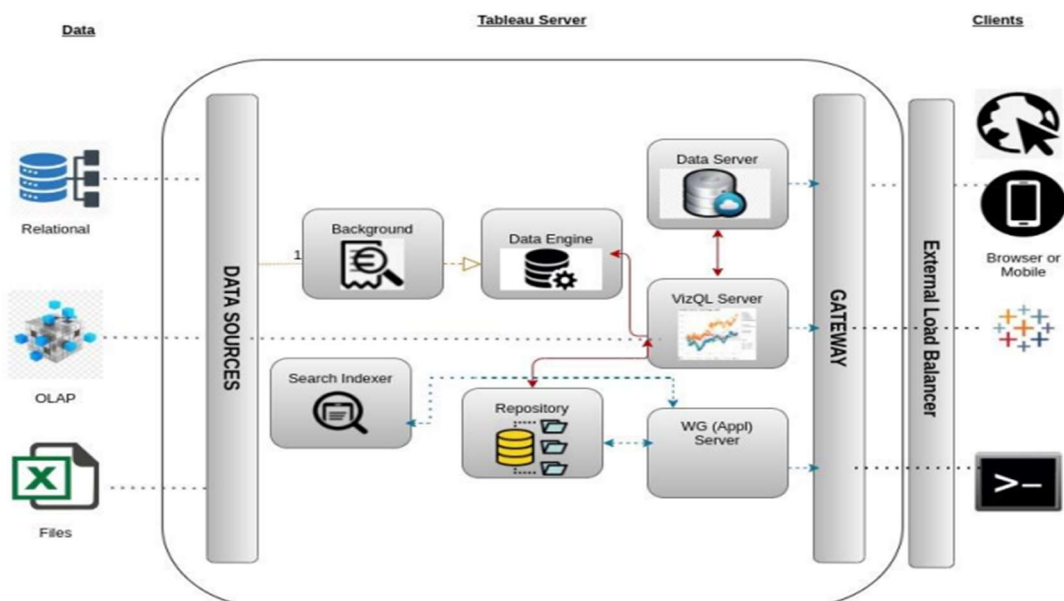 Data
Tableau Server
Clients
Relational
OLAP
Files
DATA SOURCES
1
Background
Data Engine
Data Server
VizQL Server
Search Indexer
Repository
WG (Appl)
Server
GATEWAY
External Load Balancer
Browser or
Mobile
>_